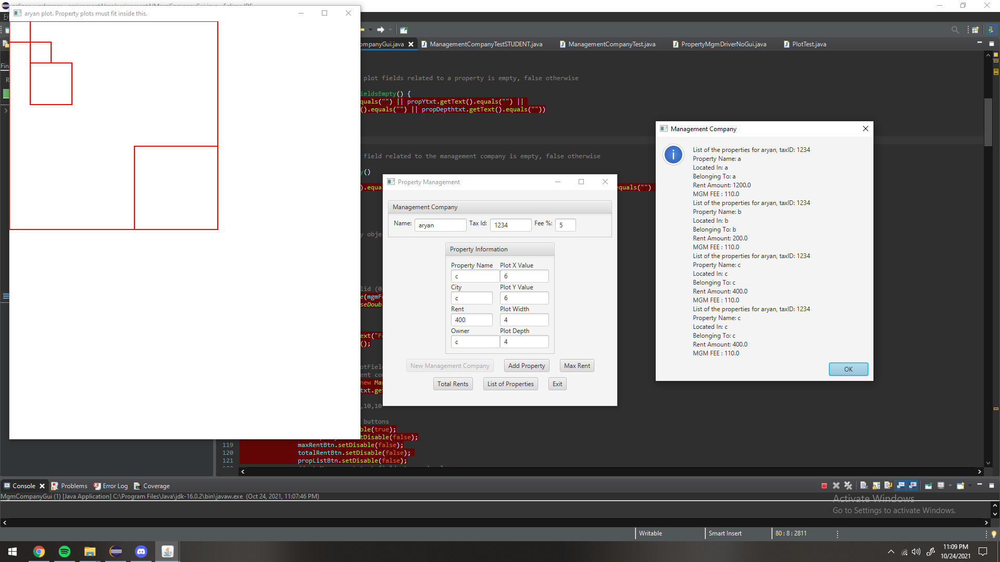 aryan plot. Property plots must fit inside this.
ompanyGui.java
ManagementCompanyTestSTUDENT.java
ManagementCompanyTest.java
PropertyMgmDriverNoGui.java
PlotTest.java
Fin
R
plot fields related to a property is empty, false otherwise
ieldsEmpty() {
quals("") || propYtxt.getText().equals("") ||
().equals("") || propDepthtxt.getText().equals(""))
field related to the management company is empty, false otherwise
y()
).equa
equals("")
y obje
lid (0
e(mgmF
seDoub
ext("F
();
otFiel
ent co
new Ma
txt.ge
,10,10
buttons
ble(true);
tDisable(false);
119 maxRentBtn.setDisable(false);
120 totalRentBtn.setDisable(false);
121 propListBtn.setDisable(false);
Property Management
Management Company
Name: aryan Tax Id: 1234 Fee %: 5
Property Information
Property Name Plot X Value
c 6
City Plot Y Value
c 6
Rent Plot Width
400 4
Owner Plot Depth
c 4
New Management Company Add Property Max Rent
Total Rents List of Properties Exit
Management Company
List of the properties for aryan, taxID: 1234
Property Name: a
Located In: a
Belonging To: a
Rent Amount: 1200.0
MGM FEE : 110.0
List of the properties for aryan, taxID: 1234
Property Name: b
Located In: b
Belonging To: b
Rent Amount: 200.0
MGM FEE : 110.0
List of the properties for aryan, taxID: 1234
Property Name: c
Located In: c
Belonging To: c
Rent Amount: 400.0
MGM FEE : 110.0
List of the properties for aryan, taxID: 1234
Property Name: c
Located In: c
Belonging To: c
Rent Amount: 400.0
MGM FEE : 110.0
OK
Console Problems Error Log Coverage
MgmCompanyGui (1) [Java Application] C:\Program Files\Java\jdk-16.0.2\bin\javaw.exe (Oct 24, 2021, 11:07:46 PM)
Activate Windows
Go to Settings to activate Windows.
Writable Smart Insert 80 : 8 : 2811
11:09 PM
10/24/2021